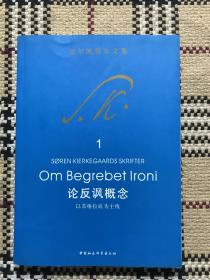 克尔凯郭尔文集
S. K.
1
SØREN KIERKEGAARDS SKRIFTER
Om Begrebet Ironi
论反讽概念
以苏格拉底为主线
中国社会科学出版社